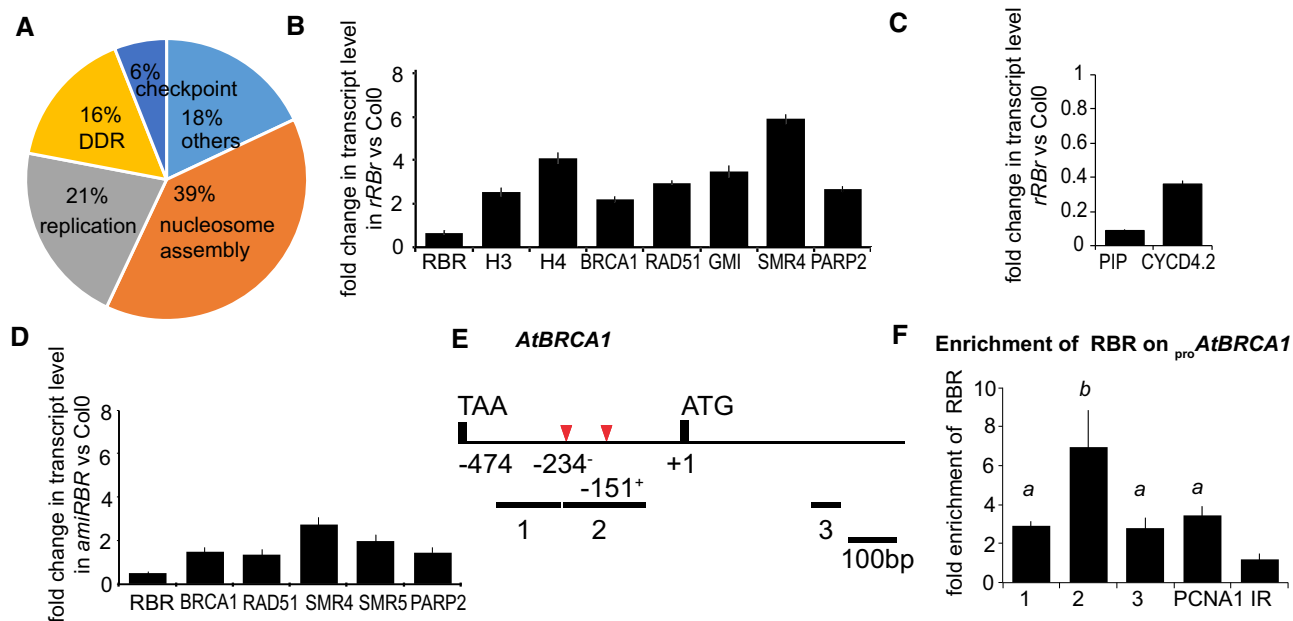 A
6%
checkpoint
18%
others
16%
DDR
21%
replication
39%
nucleosome
assembly
B
fold change in transcript level
in rRBr vs Col0
8
6
4
2
0
RBR H3 H4 BRCA1 RAD51 GMI SMR4 PARP2
C
fold change in transcript level
rRBr vs Col0
1
0.8
0.6
0.4
0.2
0
PIP CYCD4.2
D
fold change in transcript level
in amiRBR vs Col0
8
6
4
2
0
RBR BRCA1 RAD51 SMR4 SMR5 PARP2
E
AtBRCA1
TAA ATG
-474 -234⁻ +1
-151⁺
1 2 3
100bp
F
Enrichment of RBR on proAtBRCA1
fold enrichment of RBR
10
8
6
4
2
0
a b a a
1 2 3 PCNA1 IR